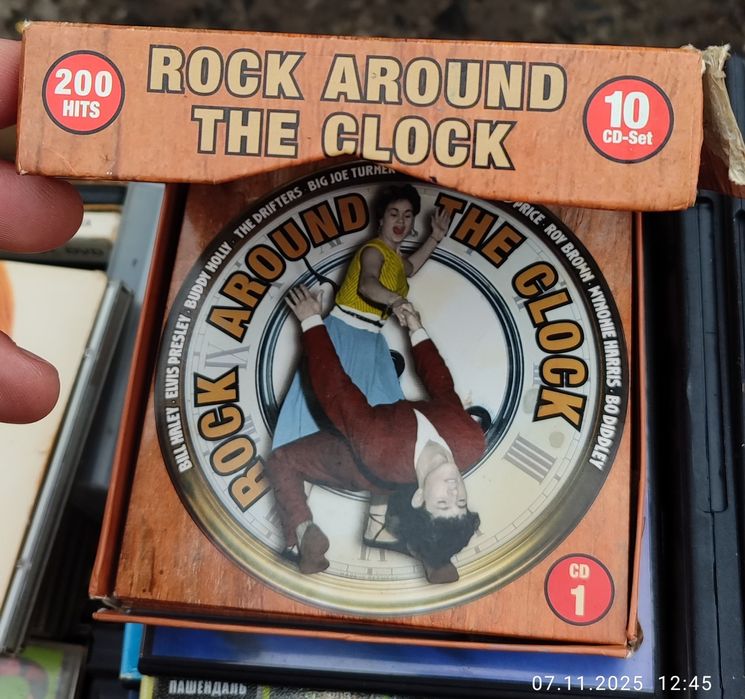 200
HITS
ROCK AROUND
THE CLOCK
10
CD-Set
BILL HALEY · ELVIS PRESLEY · BUDDY HOLLY · THE DRIFTERS · BIG JOE TURNER
PRICE · ROY BROWN · WYNONIE HARRIS · BO DIDDLEY
ROCK AROUND THE CLOCK
CD
1
DVD
ПАШЕНДАЛЬ
07.11.2025 12:45